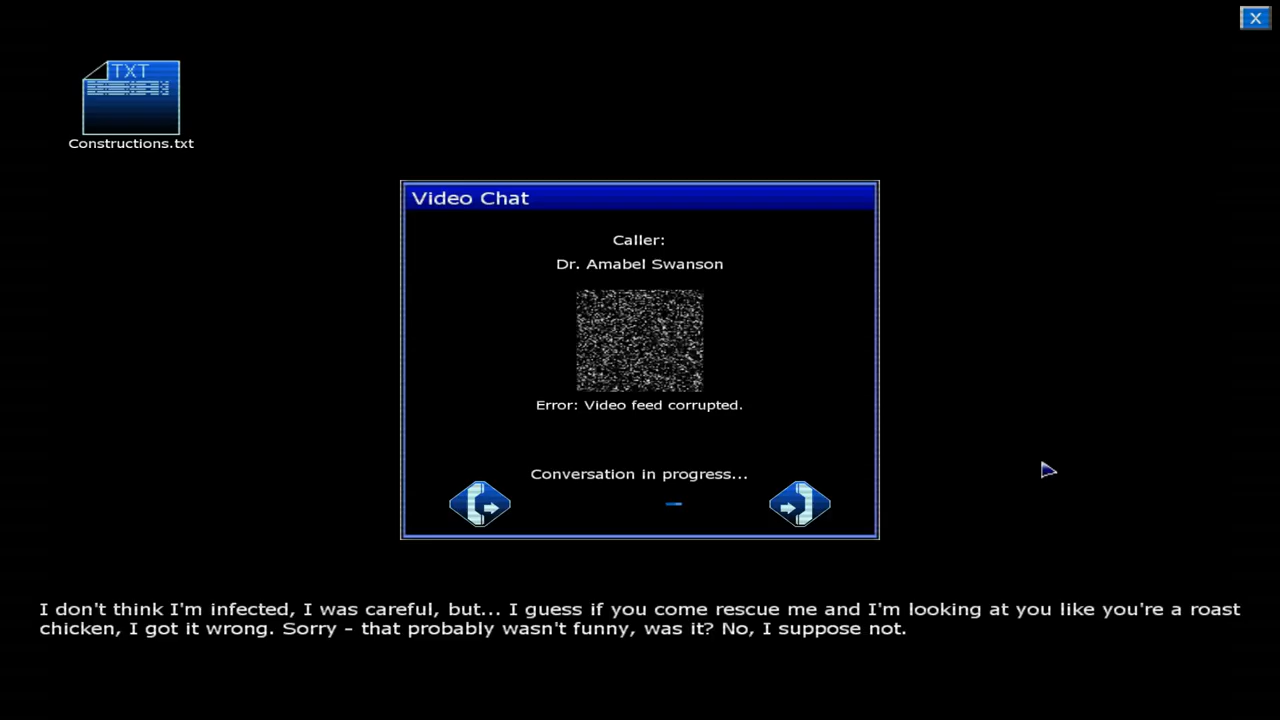 X
TXT
Constructions.txt
Video Chat
Caller:
Dr. Amabel Swanson
Error: Video feed corrupted.
Conversation in progress...
I don't think I'm infected, I was careful, but... I guess if you come rescue me and I'm looking at you like you're a roast
chicken, I got it wrong. Sorry - that probably wasn't funny, was it? No, I suppose not.